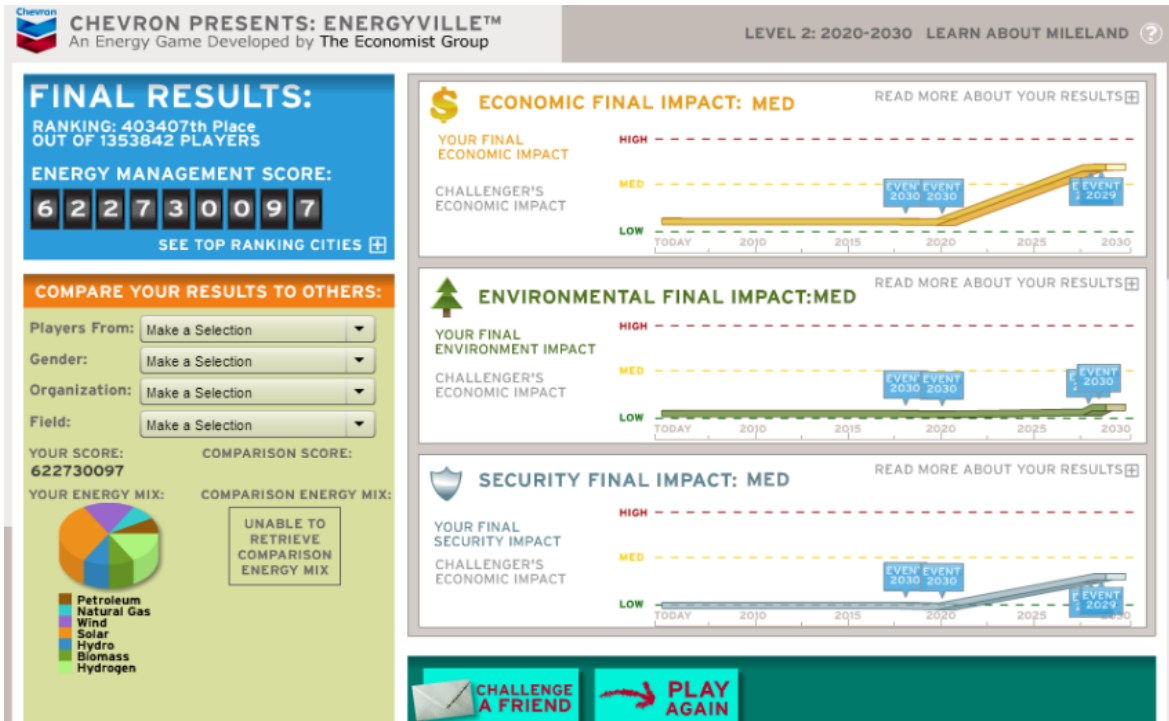 Chevron
CHEVRON PRESENTS: ENERGYVILLE™
An Energy Game Developed by The Economist Group
LEVEL 2: 2020-2030 LEARN ABOUT MILELAND ?
FINAL RESULTS:
RANKING: 403407th Place
OUT OF 1353842 PLAYERS
ENERGY MANAGEMENT SCORE:
622730097
SEE TOP RANKING CITIES
COMPARE YOUR RESULTS TO OTHERS:
Players From: Make a Selection
Gender: Make a Selection
Organization: Make a Selection
Field: Make a Selection
YOUR SCORE: COMPARISON SCORE:
622730097
YOUR ENERGY MIX: COMPARISON ENERGY MIX:
UNABLE TO
RETRIEVE
COMPARISON
ENERGY MIX
Petroleum
Natural Gas
Wind
Solar
Hydro
Biomass
Hydrogen
ECONOMIC FINAL IMPACT: MED
READ MORE ABOUT YOUR RESULTS
YOUR FINAL
ECONOMIC IMPACT
CHALLENGER'S
ECONOMIC IMPACT
HIGH
MED
LOW
EVENT
2030
EVENT
2030
EVENT
2029
TODAY 2010 2015 2020 2025 2030
ENVIRONMENTAL FINAL IMPACT:MED
READ MORE ABOUT YOUR RESULTS
YOUR FINAL
ENVIRONMENT IMPACT
CHALLENGER'S
ECONOMIC IMPACT
HIGH
MED
LOW
EVENT
2030
EVENT
2030
EVENT
2030
TODAY 2010 2015 2020 2025 2030
SECURITY FINAL IMPACT: MED
READ MORE ABOUT YOUR RESULTS
YOUR FINAL
SECURITY IMPACT
CHALLENGER'S
ECONOMIC IMPACT
HIGH
MED
LOW
EVENT
2030
EVENT
2030
EVENT
2029
TODAY 2010 2015 2020 2025 2030
CHALLENGE
A FRIEND
PLAY
AGAIN